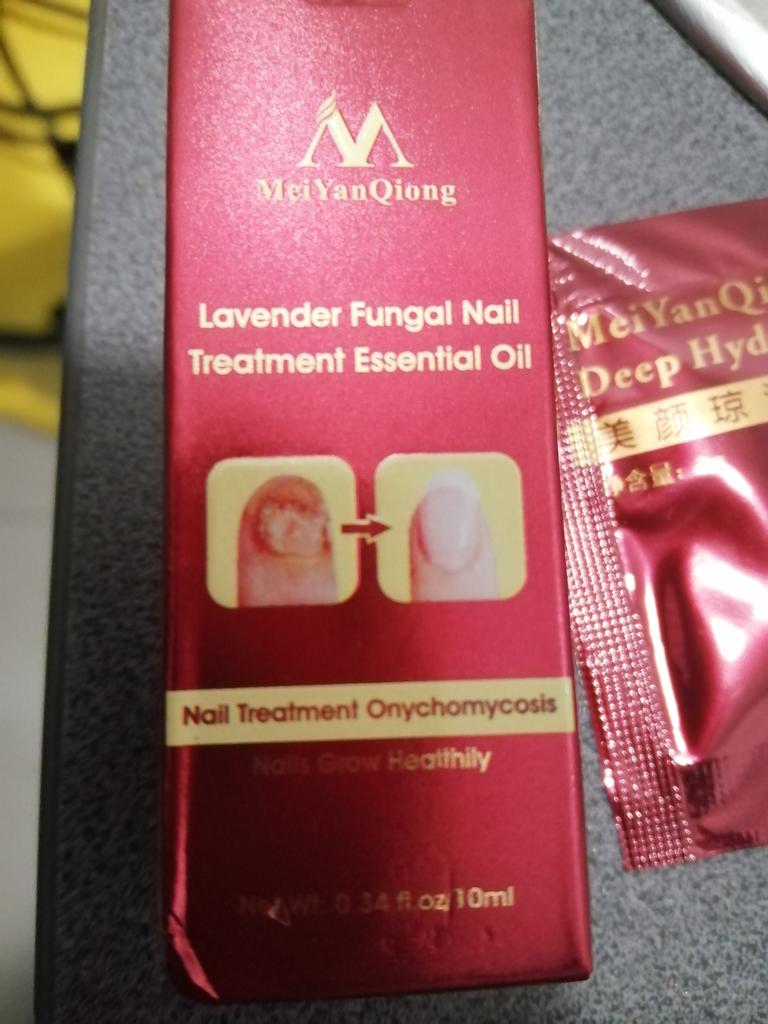 MeiYanQiong
Lavender Fungal Nail
Treatment Essential Oil
Nail Treatment Onychomycosis
Nails Grow Healthily
Net Wt: 0.34 fl.oz/10ml
MeiYanQi
Deep Hyd
美颜琼
净含量: